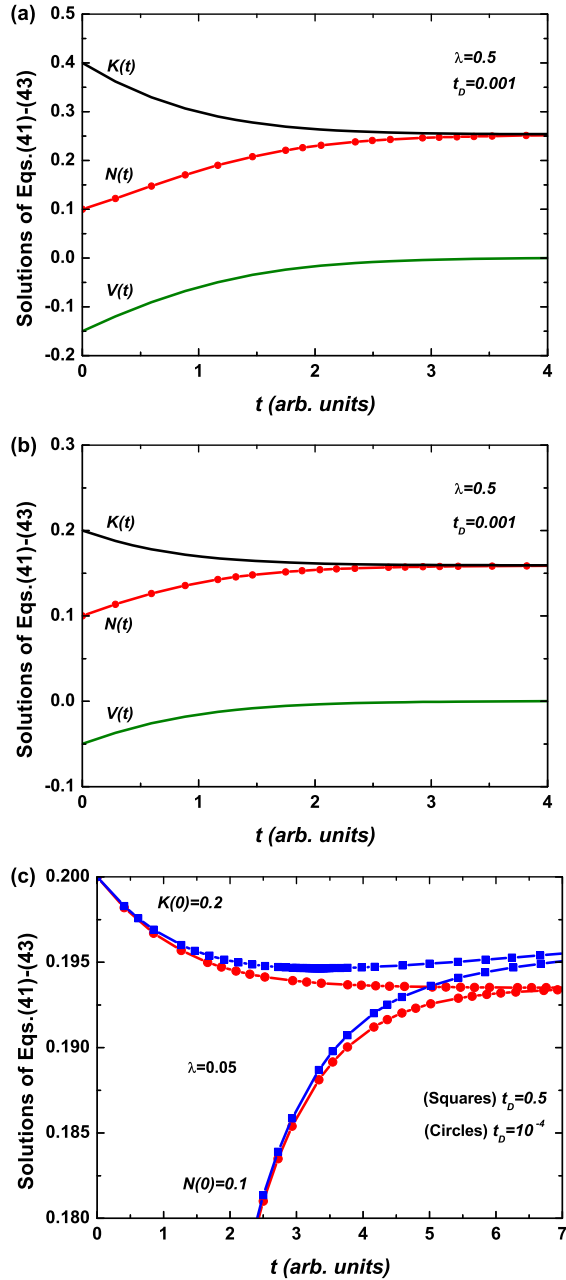 (a)
Solutions of Eqs.(41)-(43)
0.5
0.4
0.3
0.2
0.1
0.0
-0.1
-0.2
K(t)
N(t)
V(t)
λ=0.5
t_D=0.001
0 1 2 3 4
t (arb. units)
(b)
Solutions of Eqs.(41)-(43)
0.3
0.2
0.1
0.0
-0.1
K(t)
N(t)
V(t)
λ=0.5
t_D=0.001
0 1 2 3 4
t (arb. units)
(c)
Solutions of Eqs.(41)-(43)
0.200
0.195
0.190
0.185
0.180
K(0)=0.2
λ=0.05
N(0)=0.1
(Squares) t_D=0.5
(Circles) t_D=10^-4
0 1 2 3 4 5 6 7
t (arb. units)